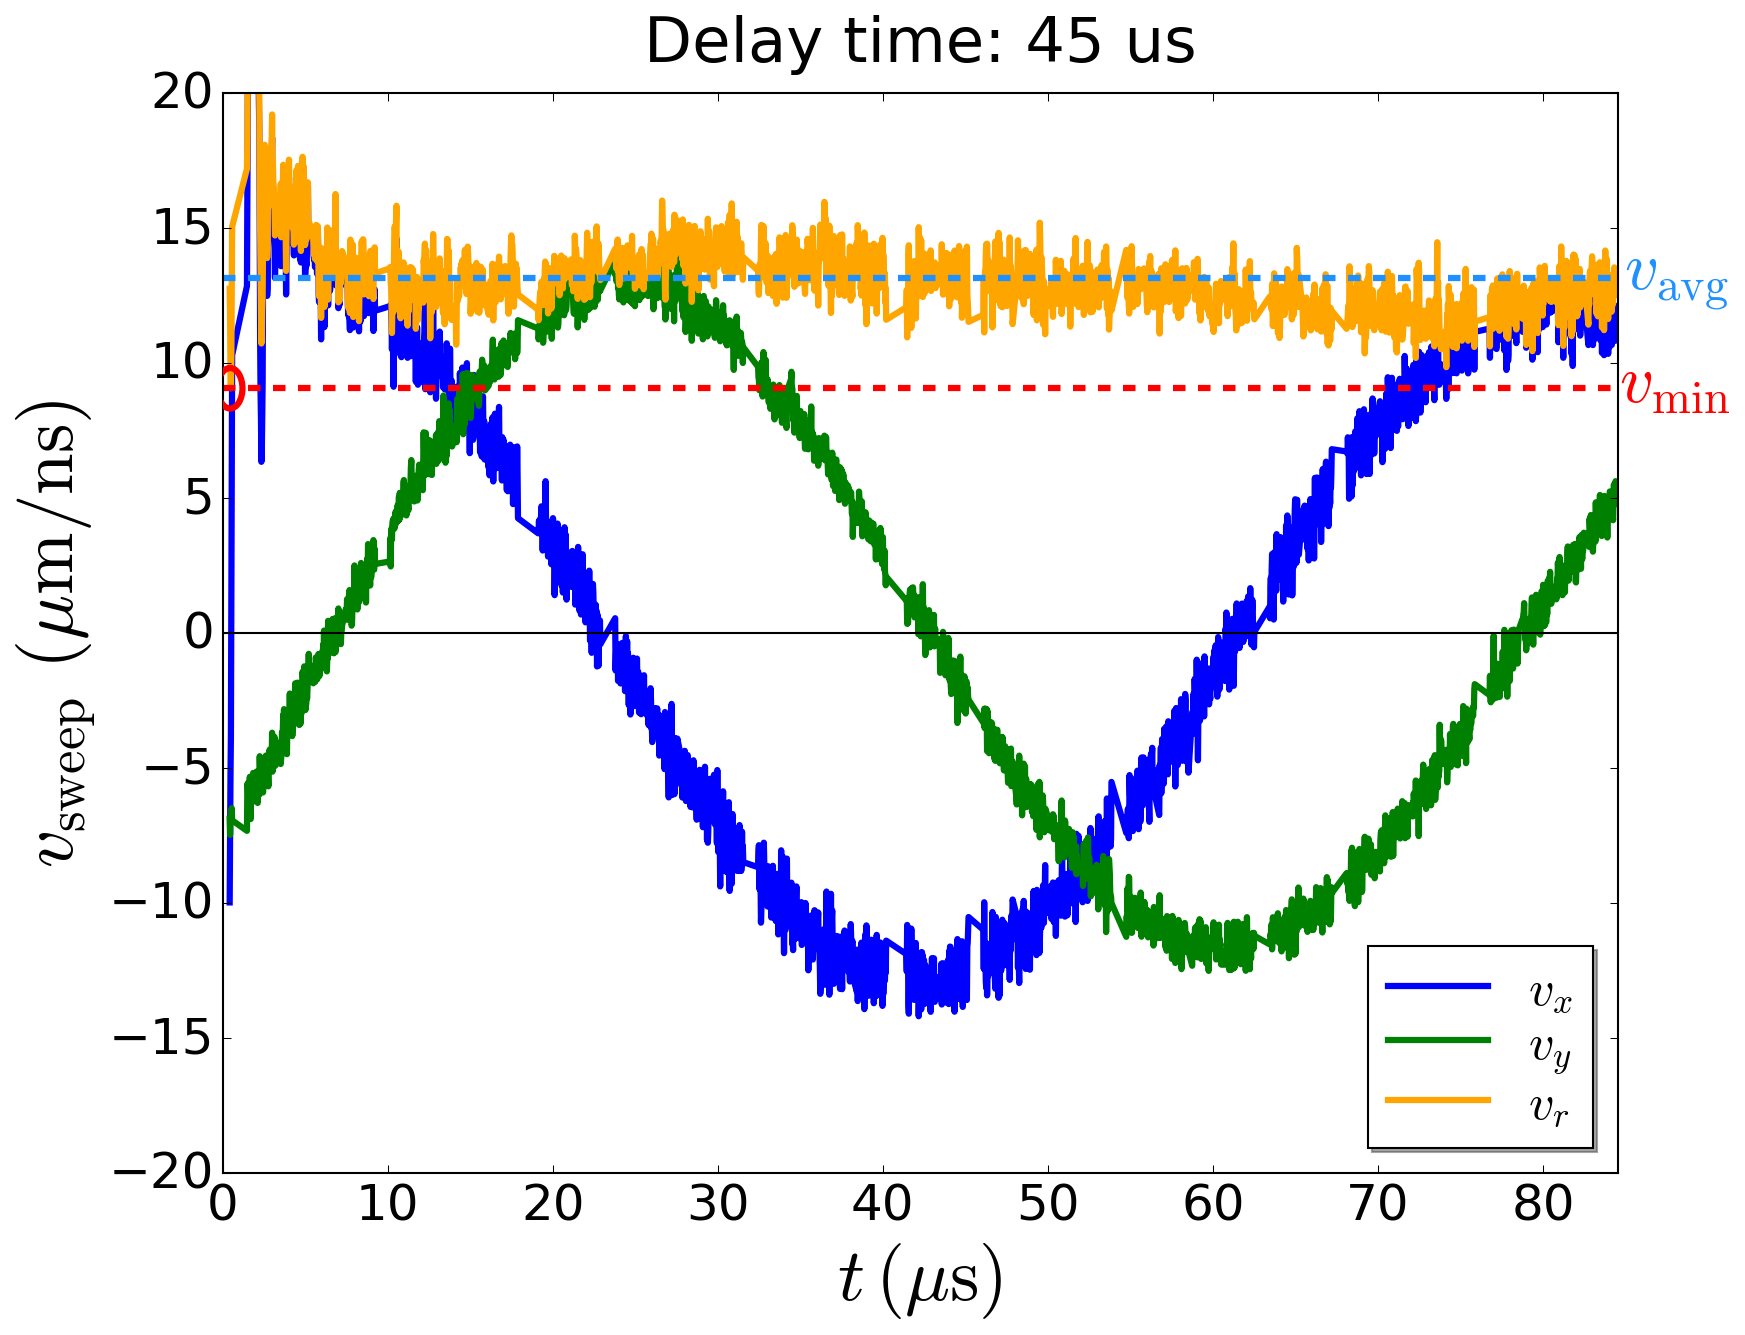 Delay time: 45 us
20
15
10
5
0
−5
−10
−15
−20
v_sweep (μm/ns)
v_avg
v_min
v_x
v_y
v_r
0 10 20 30 40 50 60 70 80
t (μs)